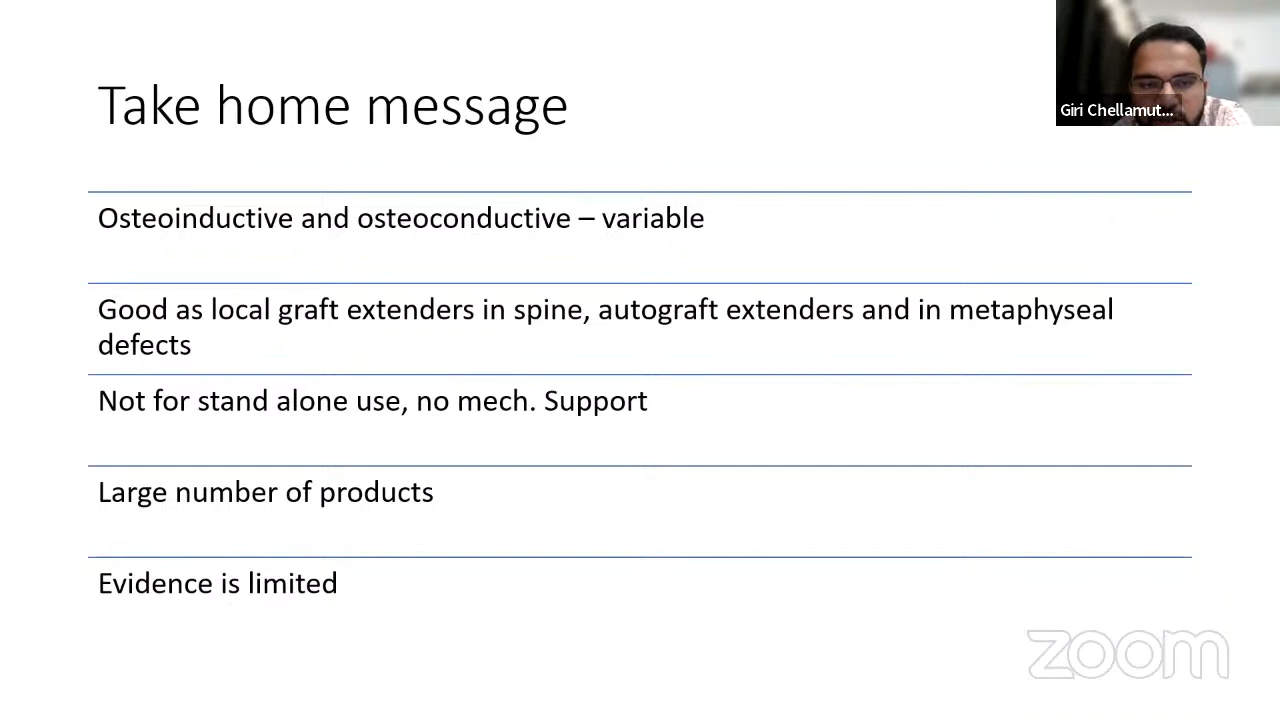 Take home message
Giri Chellamut...
Osteoinductive and osteoconductive – variable
Good as local graft extenders in spine, autograft extenders and in metaphyseal
defects
Not for stand alone use, no mech. Support
Large number of products
Evidence is limited
zoom